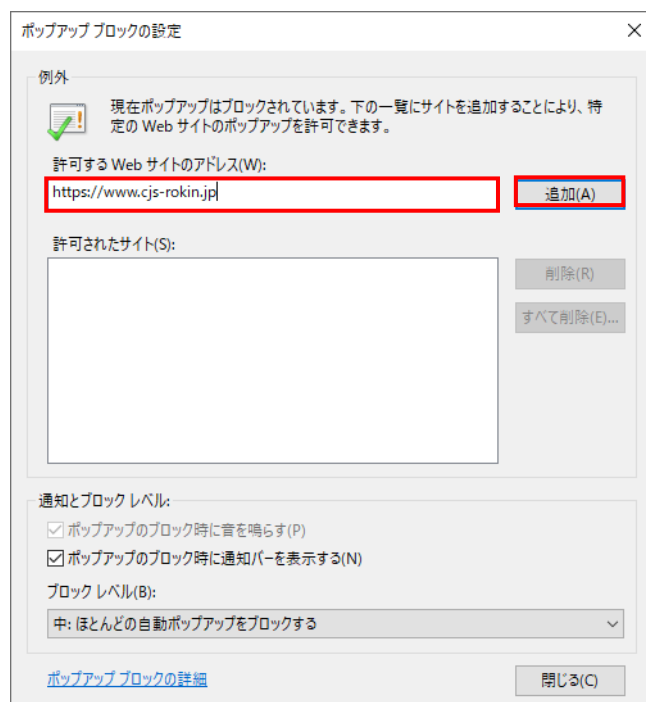 ポップアップ ブロックの設定
例外
現在ポップアップはブロックされています。下の一覧にサイトを追加することにより、特
定の Web サイトのポップアップを許可できます。
許可する Web サイトのアドレス(W):
https://www.cjs-rokin.jp
追加(A)
許可されたサイト(S):
削除(R)
すべて削除(E)...
通知とブロック レベル:
ポップアップのブロック時に音を鳴らす(P)
ポップアップのブロック時に通知バーを表示する(N)
ブロック レベル(B):
中: ほとんどの自動ポップアップをブロックする
ポップアップ ブロックの詳細
閉じる(C)